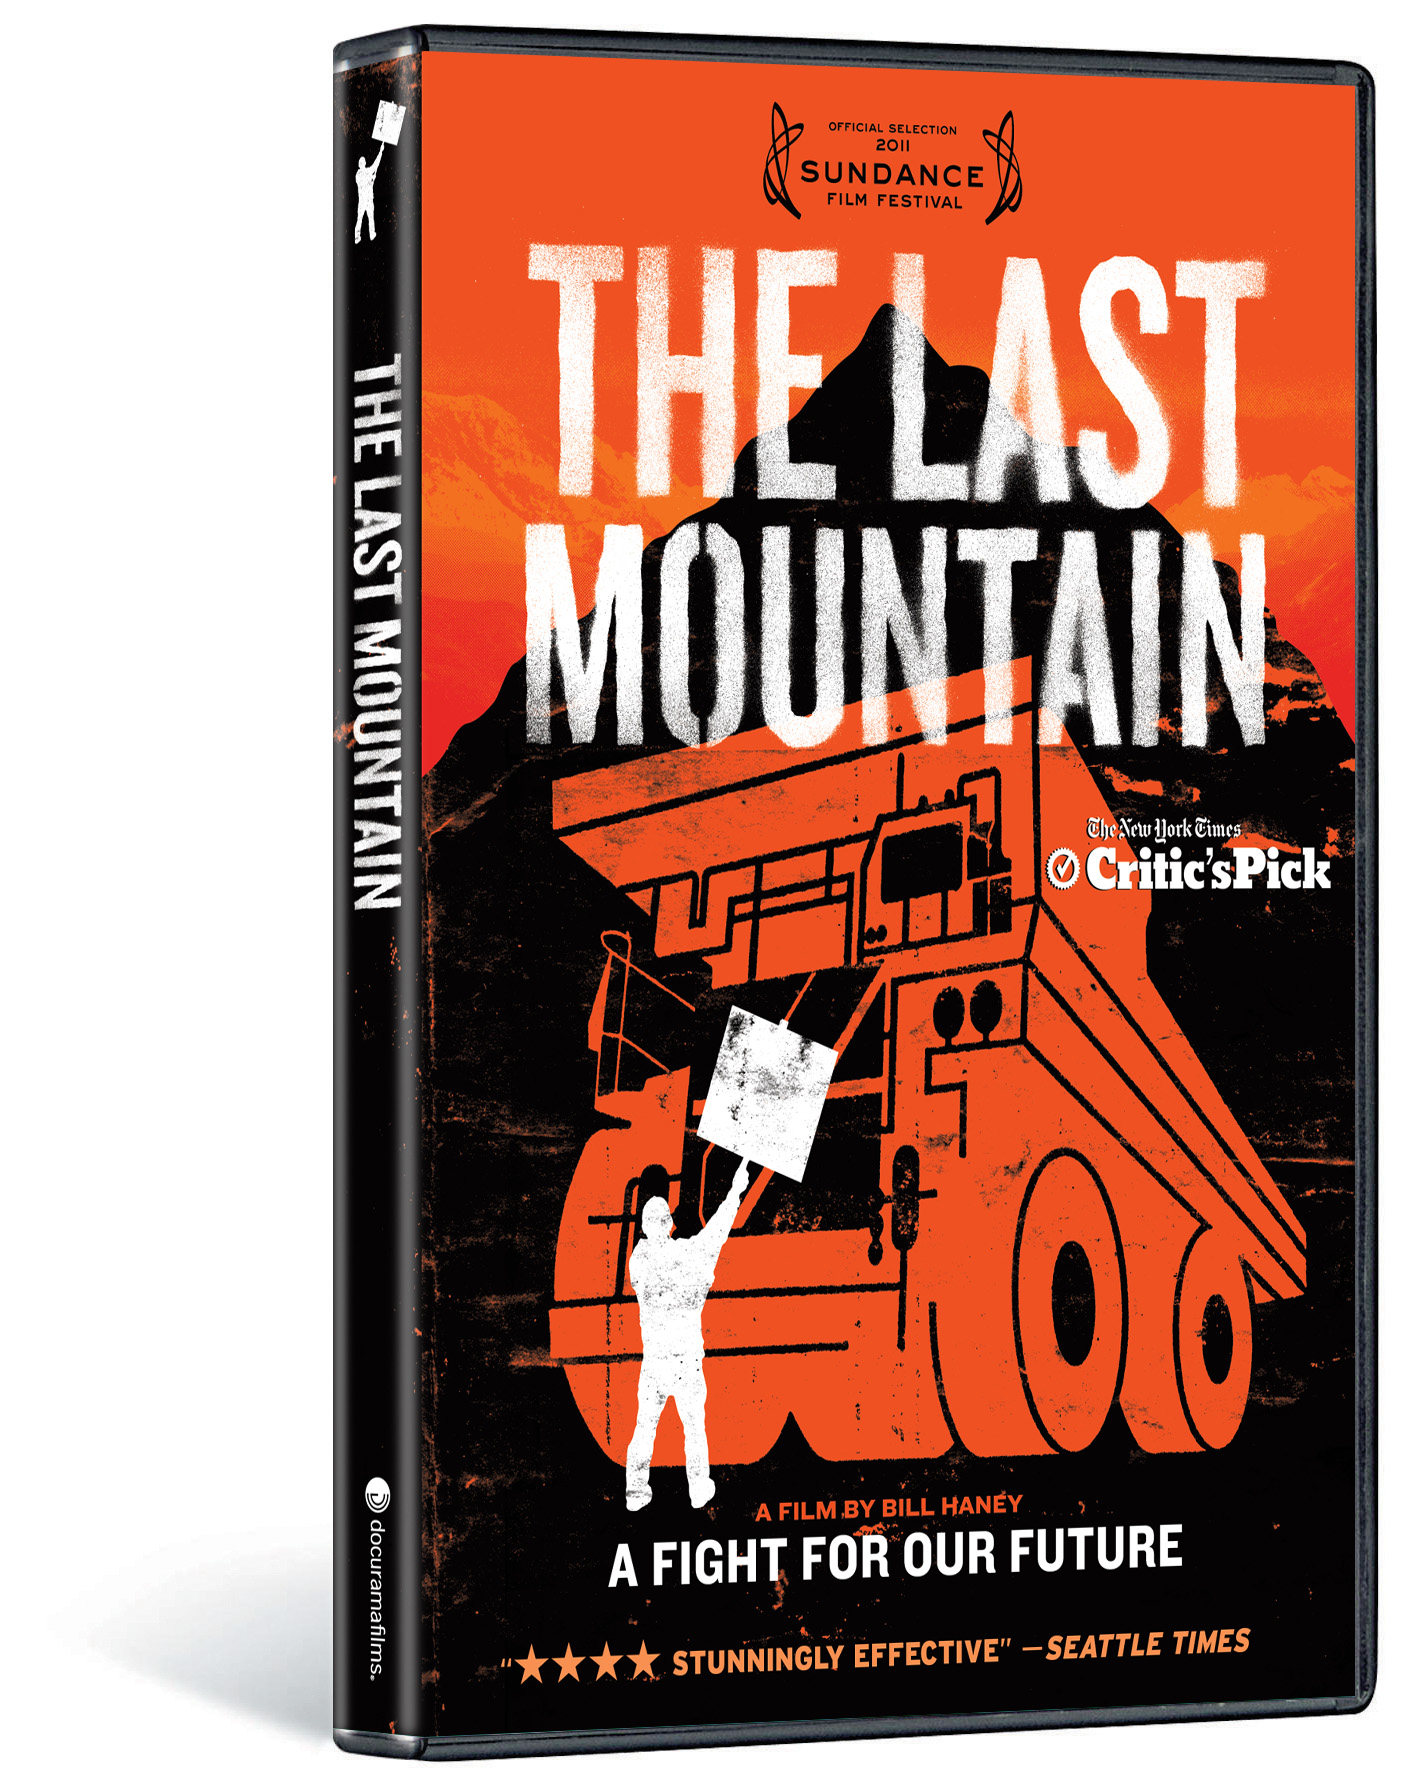 OFFICIAL SELECTION
2011
SUNDANCE
FILM FESTIVAL
THE LAST
MOUNTAIN
The New York Times
Critic'sPick
A FILM BY BILL HANEY
A FIGHT FOR OUR FUTURE
"★★★★ STUNNINGLY EFFECTIVE" —SEATTLE TIMES
THE LAST MOUNTAIN
docuramafilms.